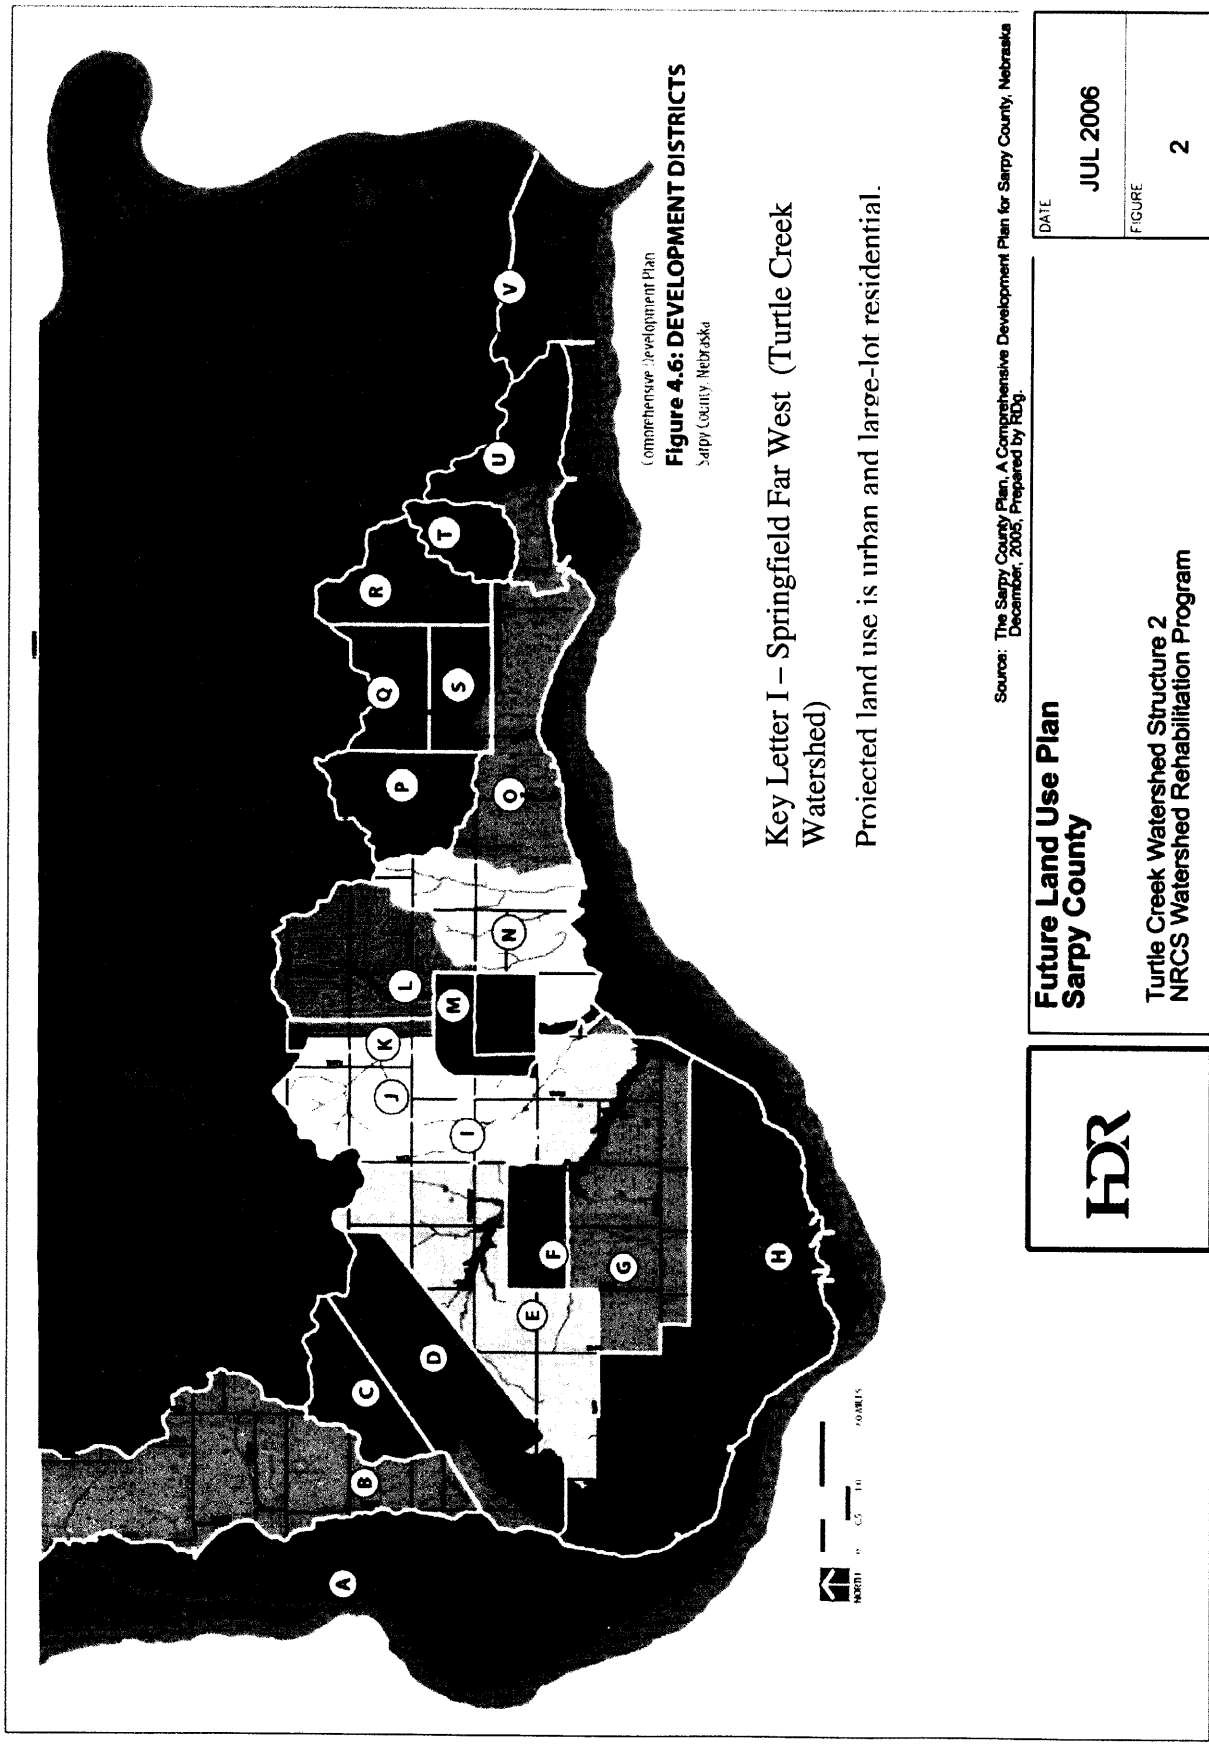 A
B
C
D
E
F
G
H
I
J
K
L
M
N
O
P
Q
R
S
T
U
V
NORTH
Comprehensive Development Plan
Figure 4.6: DEVELOPMENT DISTRICTS
Sarpy County, Nebraska
Key Letter I – Springfield Far West (Turtle Creek
Watershed)
Projected land use is urban and large-lot residential.
Source: The Sarpy County Plan, A Comprehensive Development Plan for Sarpy County, Nebraska
December, 2005, Prepared by RDg.
HDR
Future Land Use Plan
Sarpy County
Turtle Creek Watershed Structure 2
NRCS Watershed Rehabilitation Program
DATE
JUL 2006
FIGURE
2